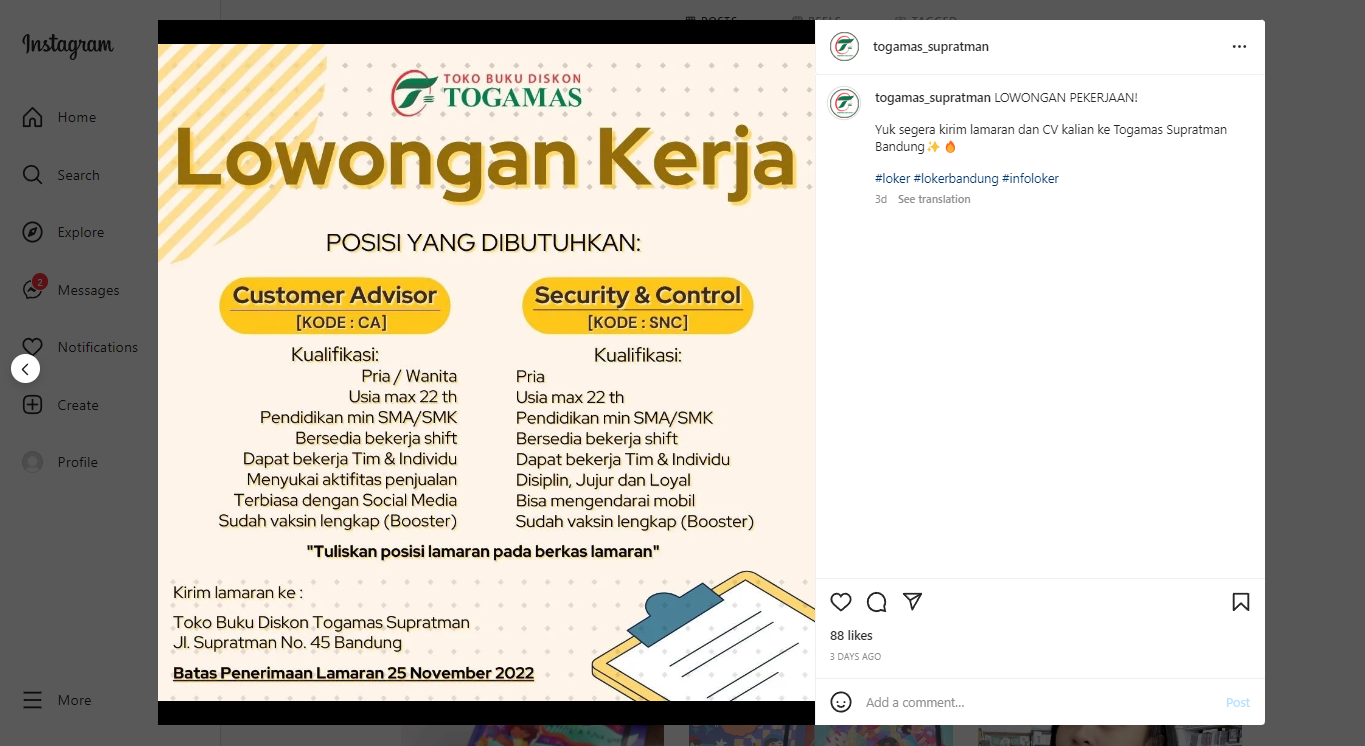 Instagram
Home
Search
Explore
2
Messages
Notifications
Create
Profile
More
POSTS
REELS
TAGGED
TOKO BUKU DISKON
TOGAMAS
Lowongan Kerja
POSISI YANG DIBUTUHKAN:
Customer Advisor
[KODE : CA]
Kualifikasi:
Pria / Wanita
Usia max 22 th
Pendidikan min SMA/SMK
Bersedia bekerja shift
Dapat bekerja Tim & Individu
Menyukai aktifitas penjualan
Terbiasa dengan Social Media
Sudah vaksin lengkap (Booster)
Security & Control
[KODE : SNC]
Kualifikasi:
Pria
Usia max 22 th
Pendidikan min SMA/SMK
Bersedia bekerja shift
Dapat bekerja Tim & Individu
Disiplin, Jujur dan Loyal
Bisa mengendarai mobil
Sudah vaksin lengkap (Booster)
"Tuliskan posisi lamaran pada berkas lamaran"
Kirim lamaran ke :
Toko Buku Diskon Togamas Supratman
Jl. Supratman No. 45 Bandung
Batas Penerimaan Lamaran 25 November 2022
togamas_supratman
togamas_supratman LOWONGAN PEKERJAAN!
Yuk segera kirim lamaran dan CV kalian ke Togamas Supratman
Bandung✨🔥
#loker #lokerbandung #infoloker
3d See translation
88 likes
3 DAYS AGO
Add a comment...
Post